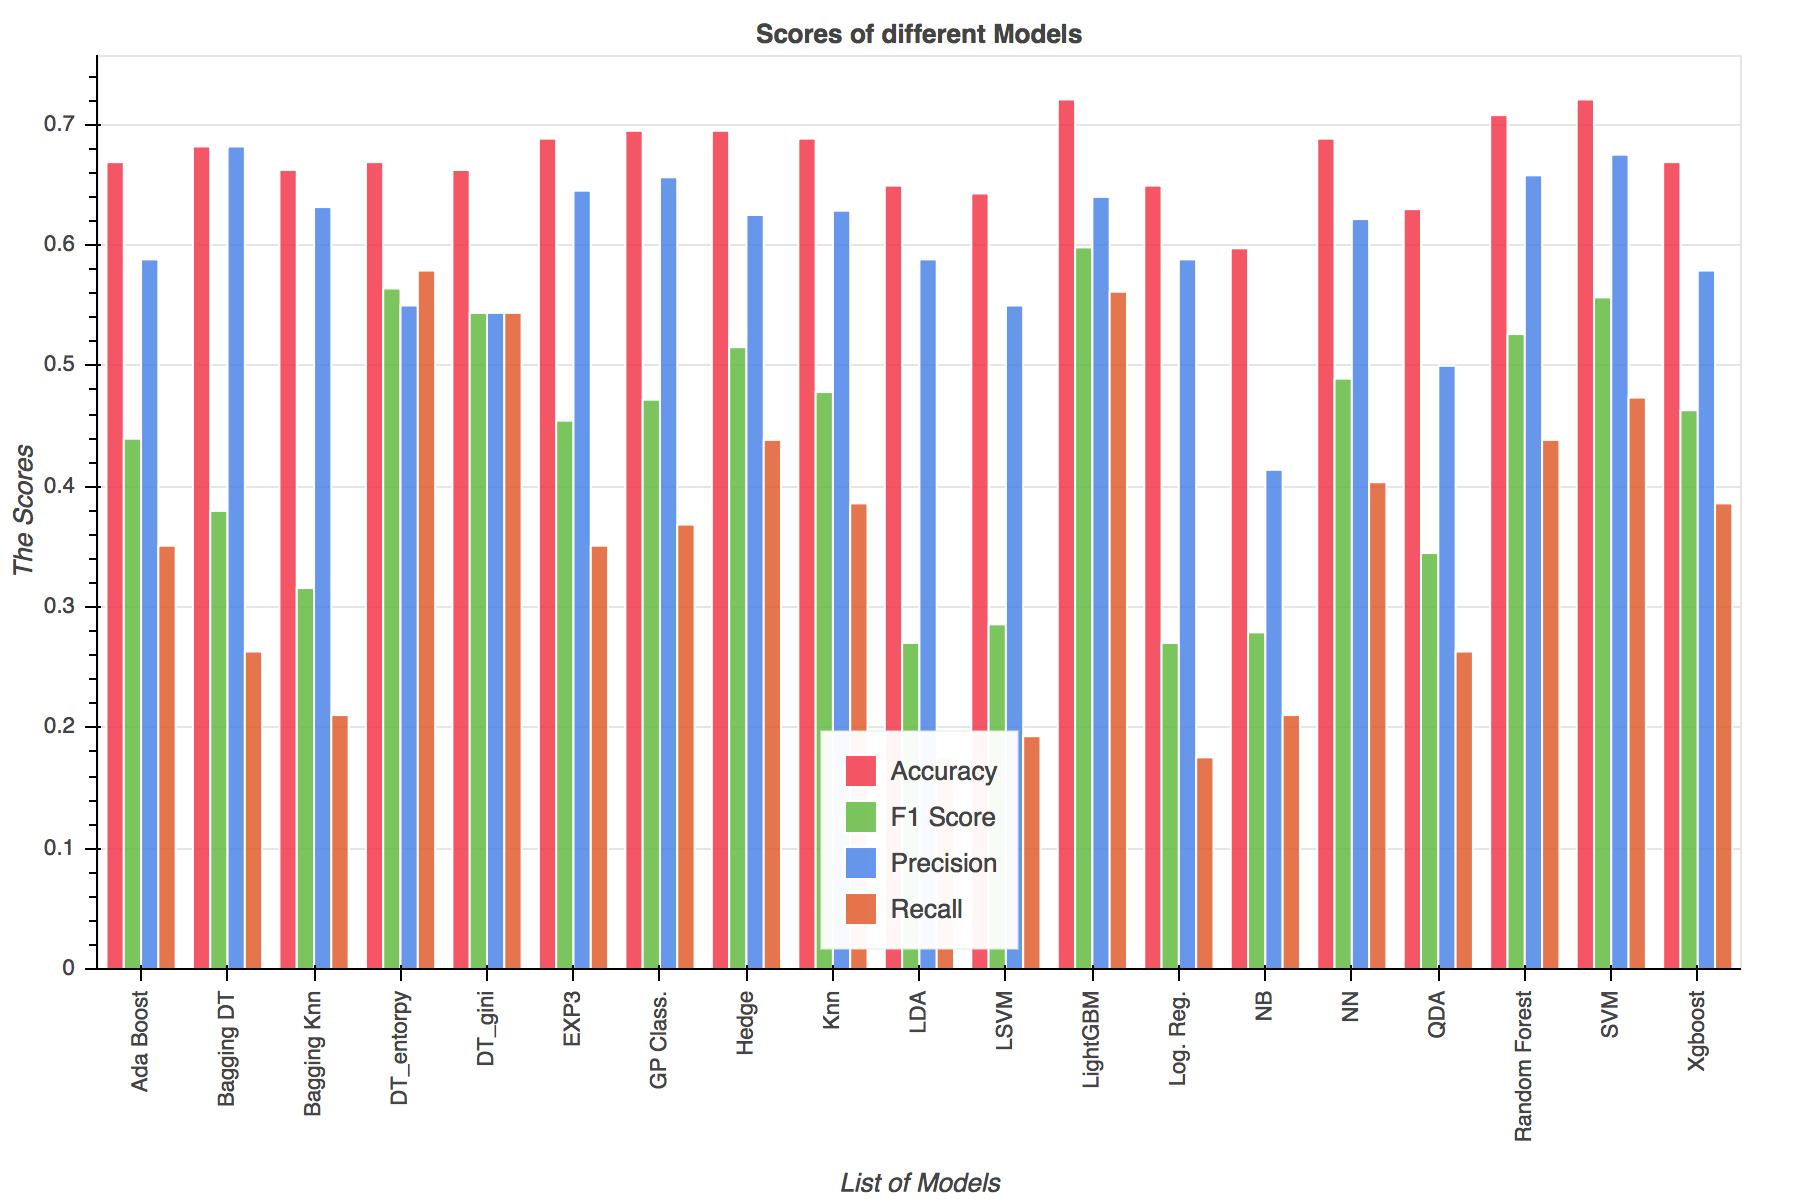 Scores of different Models
The Scores
0.7
0.6
0.5
0.4
0.3
0.2
0.1
0
Accuracy
F1 Score
Precision
Recall
Ada Boost
Bagging DT
Bagging Knn
DT_entorpy
DT_gini
EXP3
GP Class.
Hedge
Knn
LDA
LSVM
LightGBM
Log. Reg.
NB
NN
QDA
Random Forest
SVM
Xgboost
List of Models